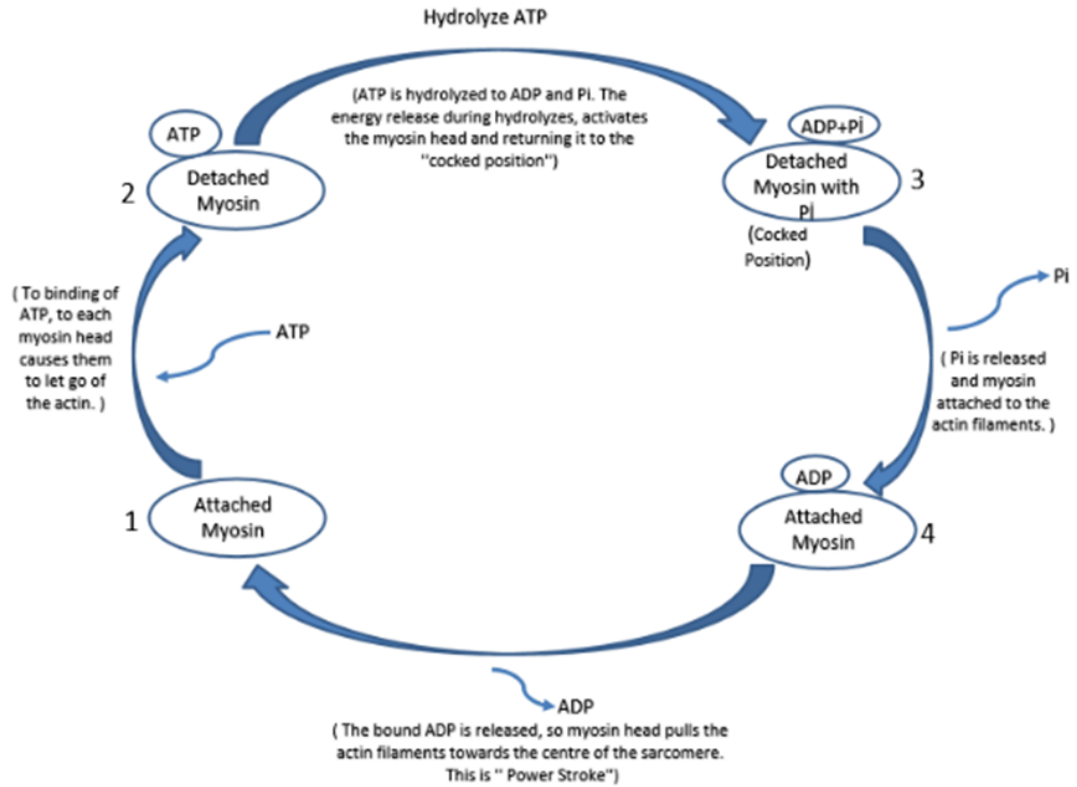 Hydrolyze ATP
(ATP is hydrolyzed to ADP and Pi. The
energy release during hydrolyzes, activates
the myosin head and returning it to the
"cocked position")
ATP
2
Detached
Myosin
ADP+Pi
Detached
Myosin with
Pi
3
(Cocked
Position)
Pi
( Pi is released
and myosin
attached to the
actin filaments. )
( To binding of
ATP, to each
myosin head
causes them
to let go of
the actin. )
ATP
1
Attached
Myosin
ADP
Attached
Myosin
4
ADP
( The bound ADP is released, so myosin head pulls the
actin filaments towards the centre of the sarcomere.
This is " Power Stroke")